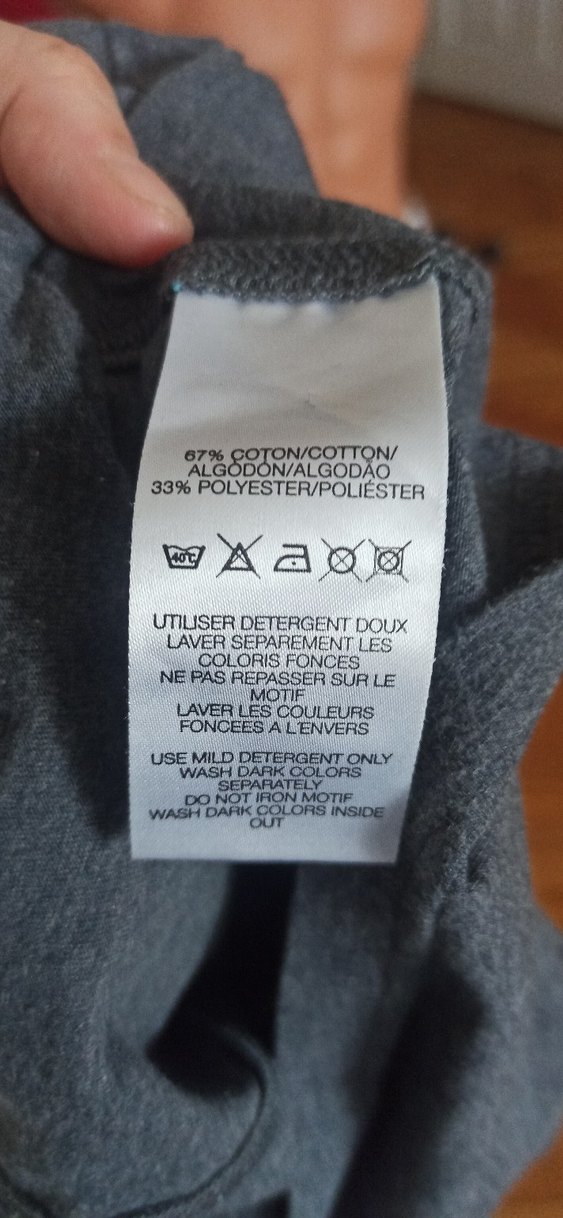 67% COTON/COTTON/
ALGODÓN/ALGODÃO
33% POLYESTER/POLIÉSTER
40°C
UTILISER DETERGENT DOUX
LAVER SEPAREMENT LES
COLORIS FONCES
NE PAS REPASSER SUR LE
MOTIF
LAVER LES COULEURS
FONCEES A L'ENVERS
USE MILD DETERGENT ONLY
WASH DARK COLORS
SEPARATELY
DO NOT IRON MOTIF
WASH DARK COLORS INSIDE
OUT